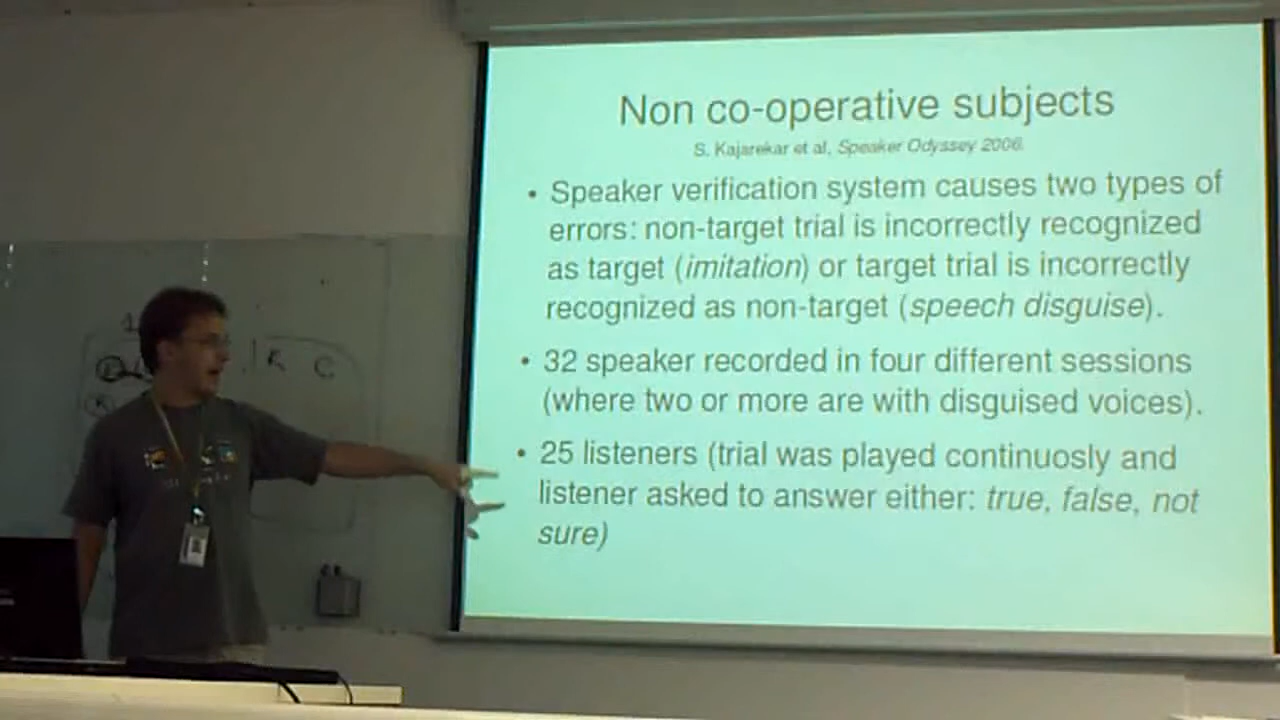 Non co-operative subjects
S. Kajarekar et al, Speaker Odyssey 2006.
• Speaker verification system causes two types of
errors: non-target trial is incorrectly recognized
as target (imitation) or target trial is incorrectly
recognized as non-target (speech disguise).
• 32 speaker recorded in four different sessions
(where two or more are with disguised voices).
• 25 listeners (trial was played continuosly and
listener asked to answer either: true, false, not
sure)